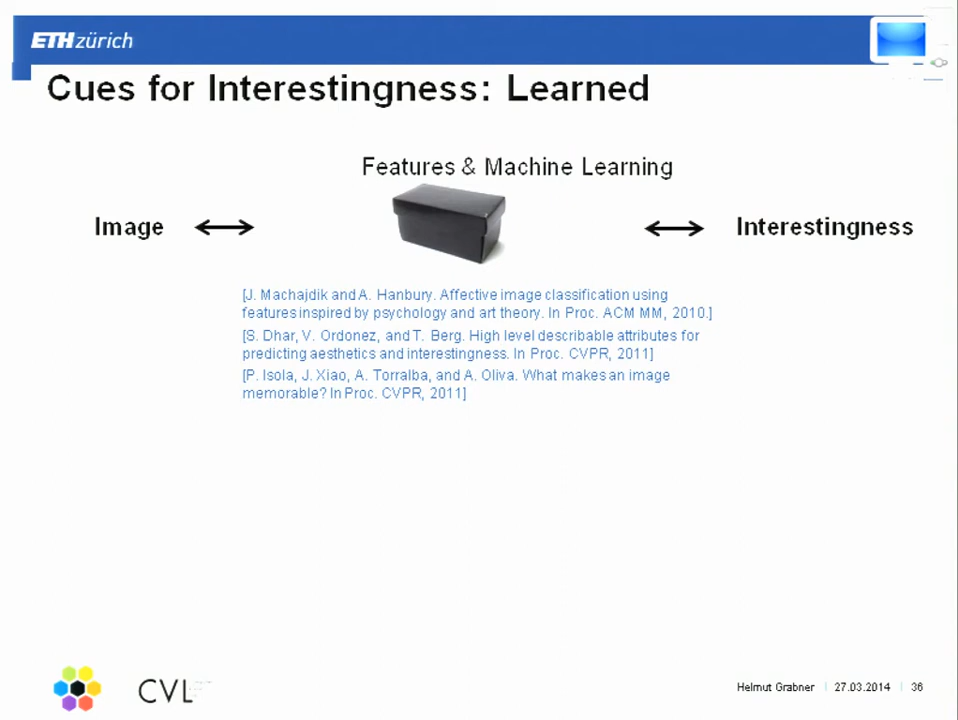 ETHzürich
Cues for Interestingness: Learned
Features & Machine Learning
Image
Interestingness
[J. Machajdik and A. Hanbury. Affective image classification using
features inspired by psychology and art theory. In Proc. ACM MM, 2010.]
[S. Dhar, V. Ordonez, and T. Berg. High level describable attributes for
predicting aesthetics and interestingness. In Proc. CVPR, 2011]
[P. Isola, J. Xiao, A. Torralba, and A. Oliva. What makes an image
memorable? In Proc. CVPR, 2011]
CVL
Helmut Grabner | 27.03.2014 | 36